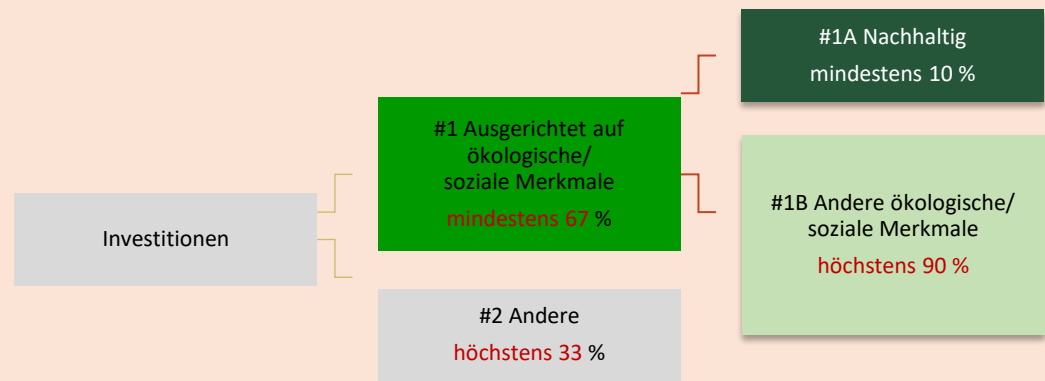 Investitionen
#1 Ausgerichtet auf
ökologische/
soziale Merkmale
mindestens 67 %
#2 Andere
höchstens 33 %
#1A Nachhaltig
mindestens 10 %
#1B Andere ökologische/
soziale Merkmale
höchstens 90 %